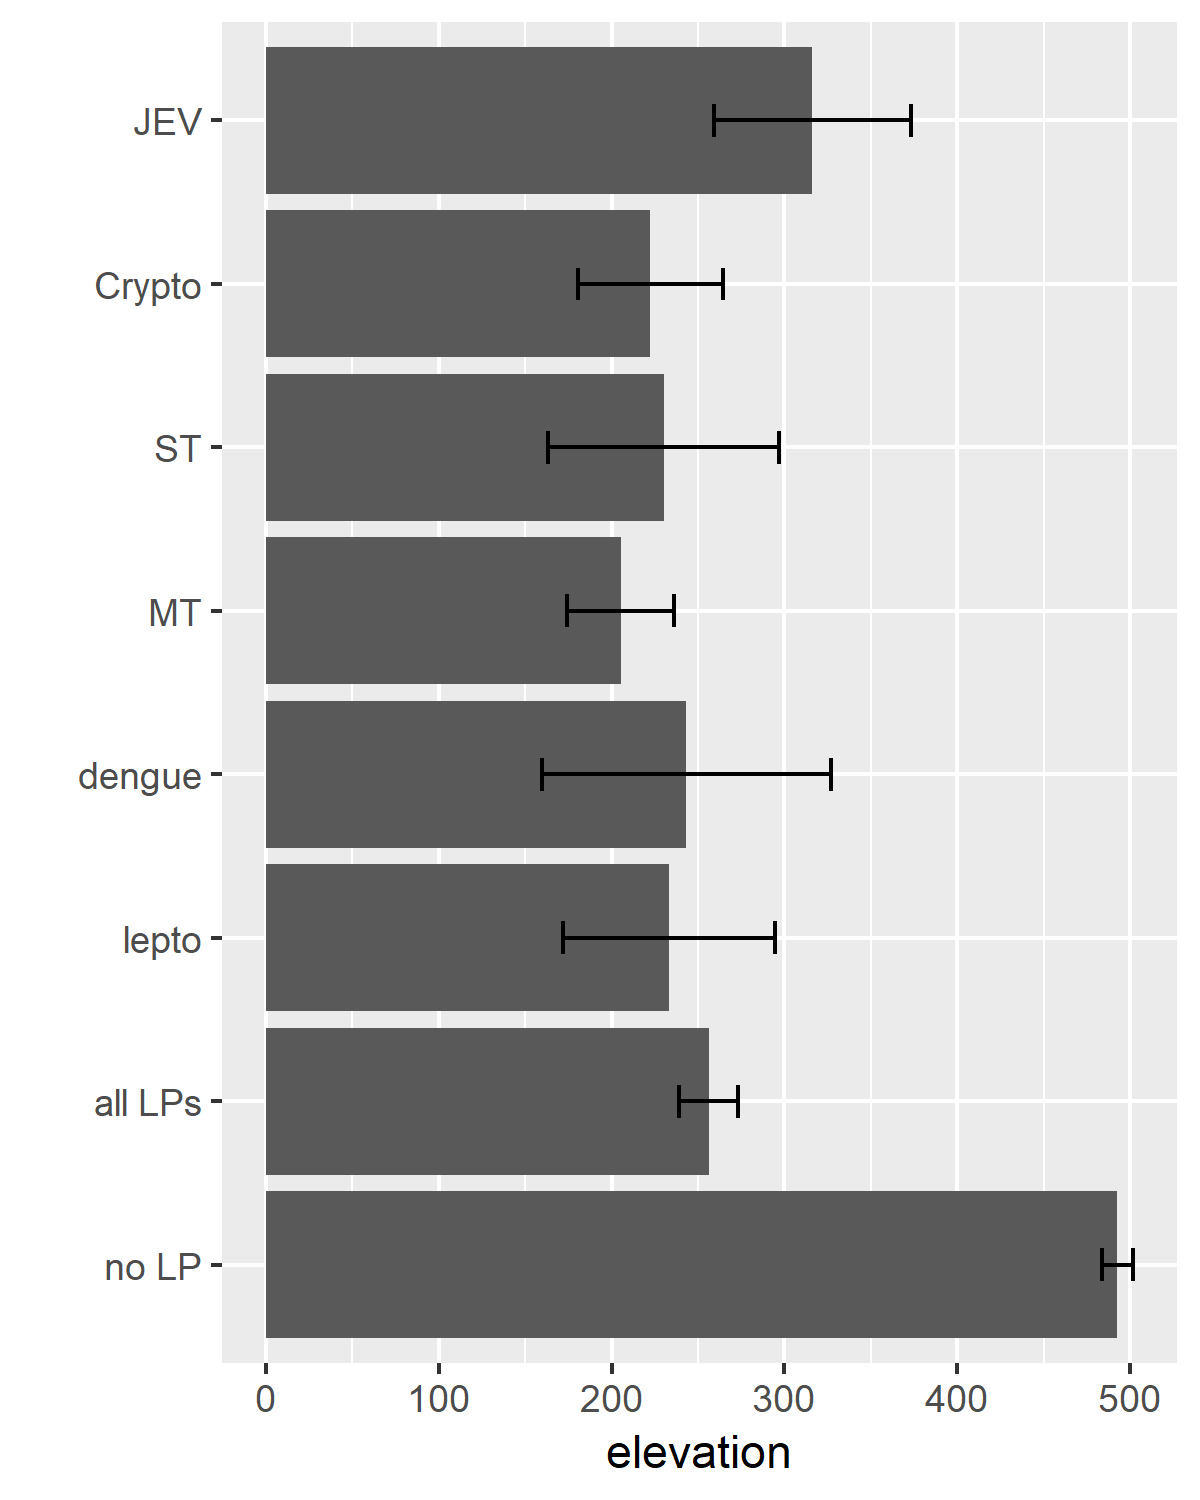 JEV
Crypto
ST
MT
dengue
lepto
all LPs
no LP
0 100 200 300 400 500
elevation